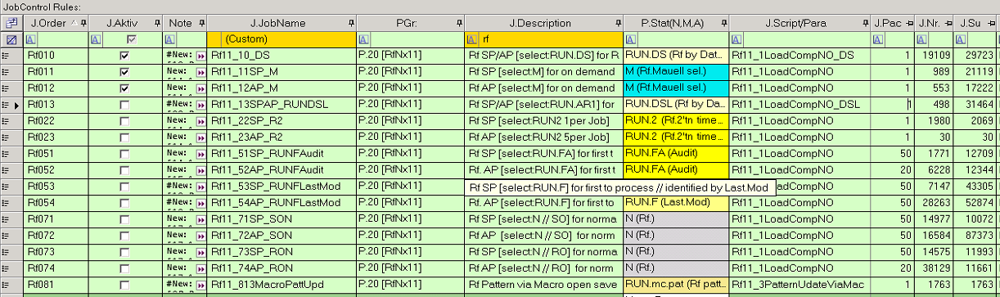 JobControl Rules:
J.Order J.Aktiv Note J.JobName PGr. J.Description P.Stat(N,M,A) J.Script/Para J.Pac J.Nr. J.Su
(Custom) rf
Rf010 #New: Rf11_10_DS P.20 [RfNx11] Rf SP/AP [select:RUN.DS] for R RUN.DS (Rf by Dat... Rf11_1LoadCompNO_DS 1 19109 29723
Rf011 New: Rf11_11SP_M P.20 [RfNx11] Rf SP [select:M] for on demand M (Rf.Mauell sel.) Rf11_1LoadCompNO 1 989 21119
Rf012 New: Rf11_12AP_M P.20 [RfNx11] Rf AP [select:M] for on demand M (Rf.Mauell sel.) Rf11_1LoadCompNO 1 553 17222
Rf013 #New: Rf11_13SPAP_RUNDSL P.20 [RfNx11] Rf SP/AP [select:RUN.AR1] for RUN.DSL (Rf by Da... Rf11_1LoadCompNO_DSL 1 498 31464
Rf022 New: Rf11_22SP_R2 P.20 [RfNx11] Rf SP [select:RUN2 1per Job] RUN.2 (Rf.2'tn time... Rf11_1LoadCompNO 1 1980 2069
Rf023 New: Rf11_23AP_R2 P.20 [RfNx11] Rf AP [select:RUN2 5per Job] RUN.2 (Rf.2'tn time... Rf11_1LoadCompNO 1 30 30
Rf051 New: Rf11_51SP_RUNFAudit P.20 [RfNx11] Rf SP [select:RUN.FA] for first t RUN.FA (Audit) Rf11_1LoadCompNO 50 1771 12709
Rf052 New: Rf11_52AP_RUNFAudit P.20 [RfNx11] Rf. AP [select:RUN.FA] for first t RUN.FA (Audit) Rf11_1LoadCompNO 20 6228 12344
Rf053 New: Rf11_53SP_RUNFLastMod P.20 [RfNx11] Rf SP [select:RUN.F] for first to process // identified by Last.Mod 50 7147 43305
Rf054 New: Rf11_54AP_RUNFLastMod P.20 [RfNx11] Rf. AP [select:RUN.F] for first to RUN.F (Last.Mod) Rf11_1LoadCompNO 50 28263 52874
Rf071 New: Rf11_71SP_SON P.20 [RfNx11] Rf SP [select:N // SO] for norma N (Rf.) Rf11_1LoadCompNO 50 14977 10072
Rf072 New: Rf11_72AP_SON P.20 [RfNx11] Rf AP [select:N // SO] for norm N (Rf.) Rf11_1LoadCompNO 50 16584 87373
Rf073 New: Rf11_73SP_RON P.20 [RfNx11] Rf SP [select:N // RO] for norma N (Rf.) Rf11_1LoadCompNO 50 14575 11993
Rf074 New: Rf11_74AP_RON P.20 [RfNx11] Rf AP [select:N // RO] for norm N (Rf.) Rf11_1LoadCompNO 20 38129 11661
Rf081 #New: Rf11_813MacroPattUpd P.20 [RfNx11] Rf Pattern via Macro open save RUN.mc.pat (Rf patt... Rf11_3PatternUdateViaMac 1 1763 1763